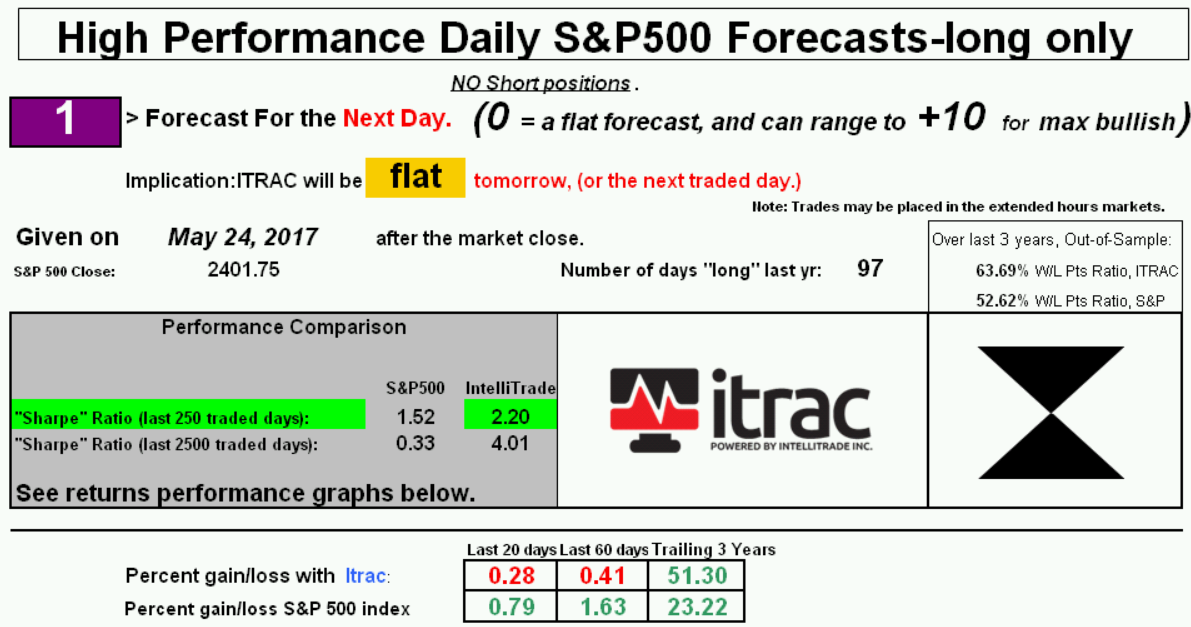 High Performance Daily S&P500 Forecasts-long only
NO Short positions .
1 > Forecast For the Next Day. (0 = a flat forecast, and can range to +10 for max bullish)
Implication:ITRAC will be flat tomorrow, (or the next traded day.)
Note: Trades may be placed in the extended hours markets.
Given on May 24, 2017 after the market close.
S&P 500 Close: 2401.75 Number of days "long" last yr: 97
Over last 3 years, Out-of-Sample:
63.69% W/L Pts Ratio, ITRAC
52.62% W/L Pts Ratio, S&P
Performance Comparison
S&P500 IntelliTrade
"Sharpe" Ratio (last 250 traded days): 1.52 2.20
"Sharpe" Ratio (last 2500 traded days): 0.33 4.01
See returns performance graphs below.
itrac
POWERED BY INTELLITRADE INC.
Last 20 days Last 60 days Trailing 3 Years
Percent gain/loss with Itrac: 0.28 0.41 51.30
Percent gain/loss S&P 500 index 0.79 1.63 23.22